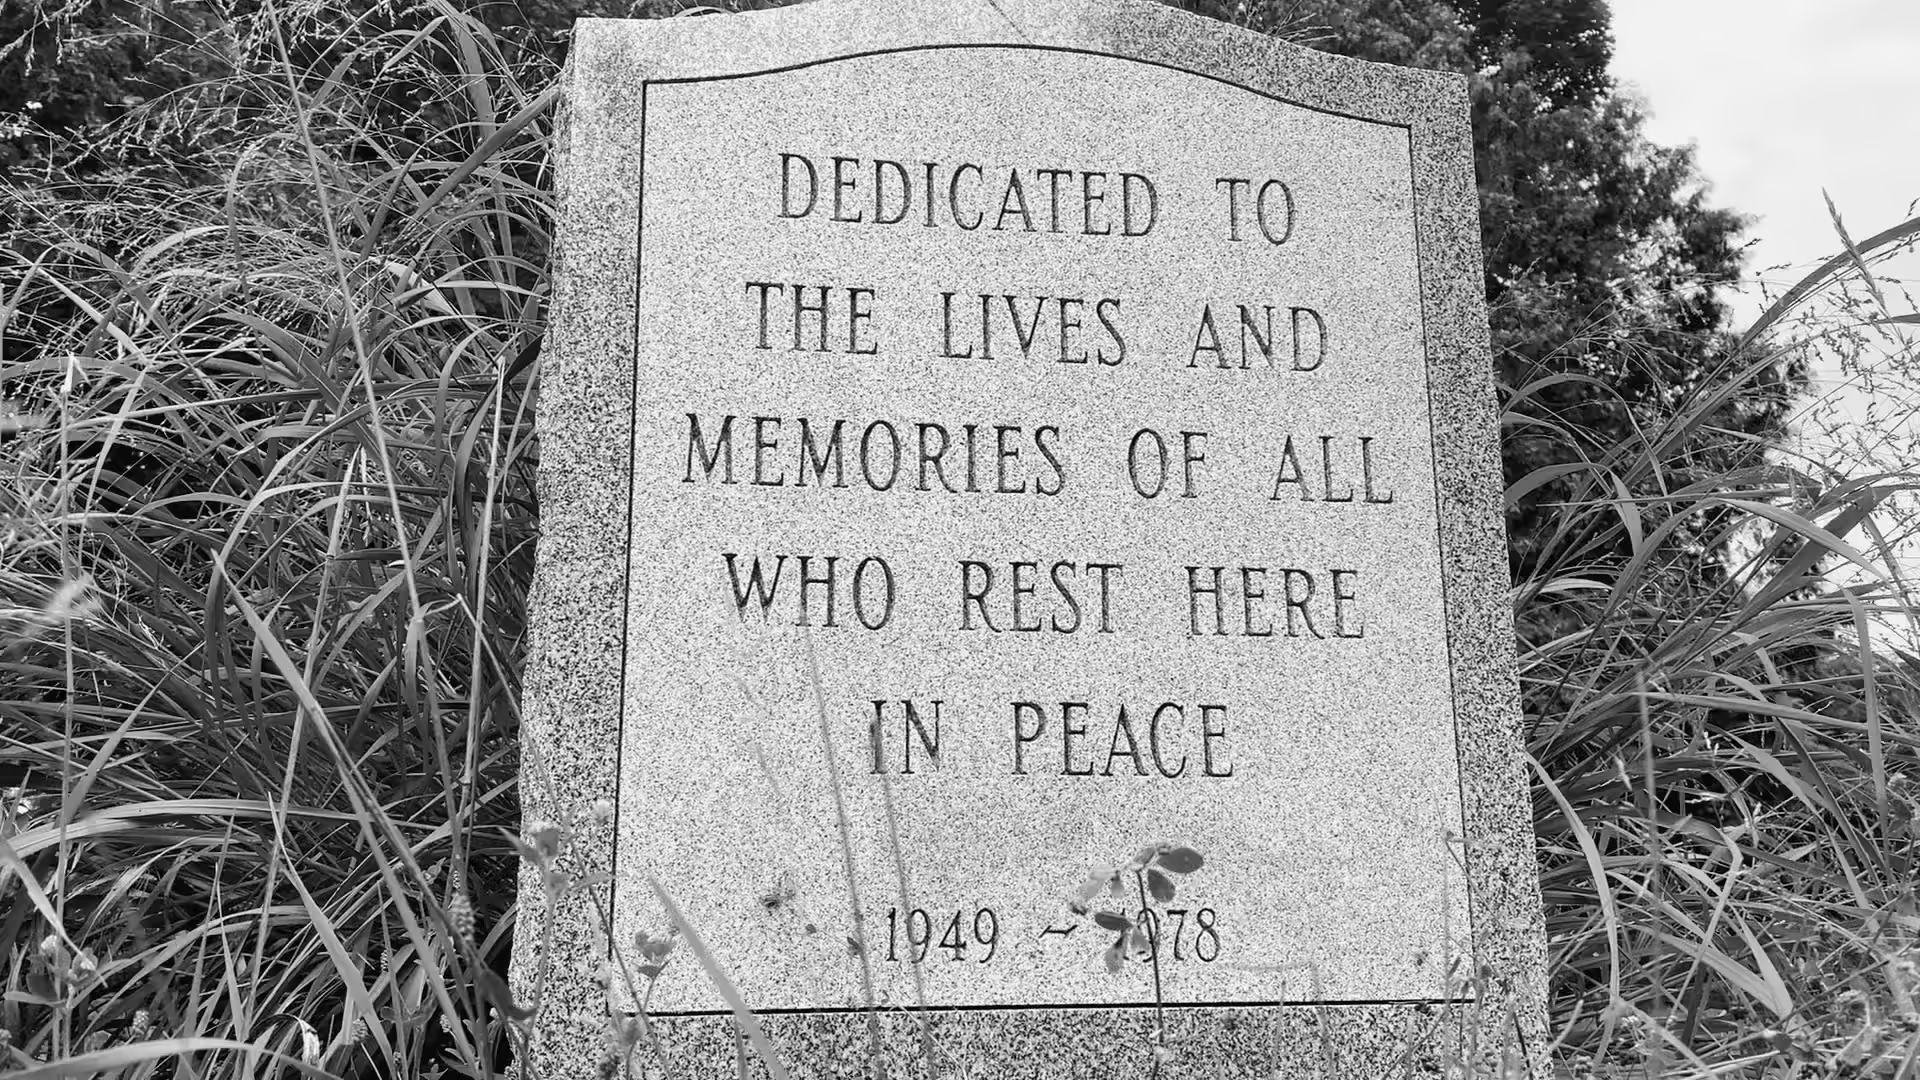 DEDICATED TO
THE LIVES AND
MEMORIES OF ALL
WHO REST HERE
IN PEACE
1949 ~ 1978